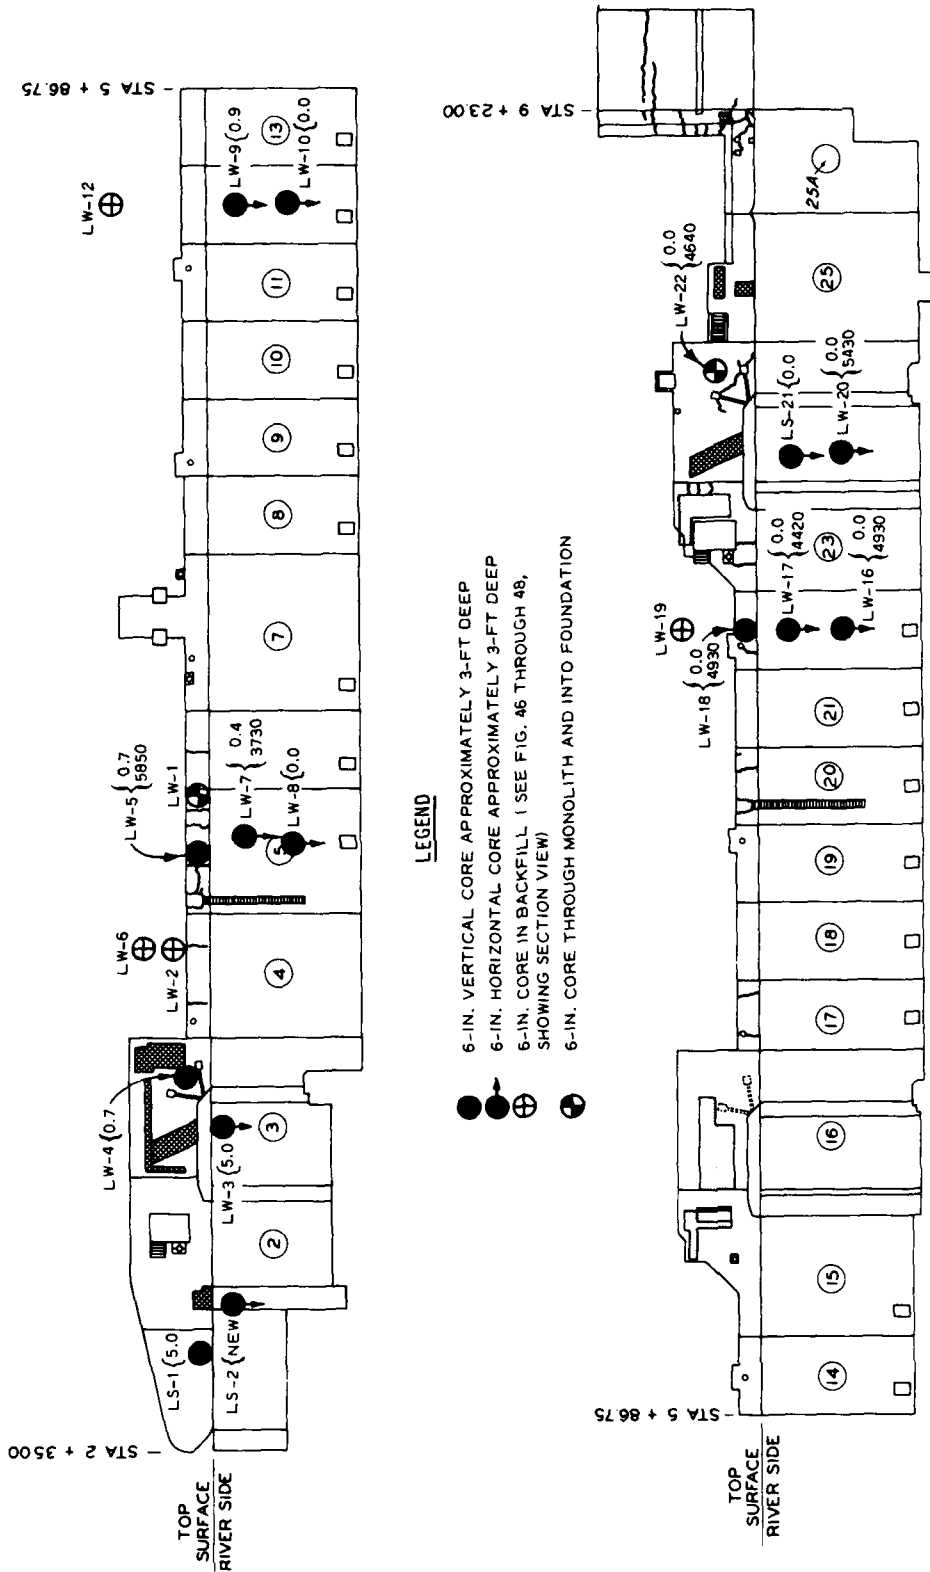 STA 2 + 35.00
STA 5 + 86.75
TOP
SURFACE
RIVER SIDE
LS-1 {5.0
LS-2 {NEW
2
LW-3 {5.0
3
LW-4 {0.7
LW-6
LW-2
4
LW-5 { 0.7
5850
LW-1
LW-7 { 0.4
3730
LW-8 {0.0
5
7
8
9
10
11
LW-12
LW-9 {0.9
LW-10 {0.0
13
LEGEND
6-IN. VERTICAL CORE APPROXIMATELY 3-FT DEEP
6-IN. HORIZONTAL CORE APPROXIMATELY 3-FT DEEP
6-IN. CORE IN BACKFILL ( SEE FIG. 46 THROUGH 48,
SHOWING SECTION VIEW)
6-IN. CORE THROUGH MONOLITH AND INTO FOUNDATION
STA 5 + 86.75
STA 9 + 23.00
TOP
SURFACE
RIVER SIDE
14
15
16
17
18
19
20
21
LW-18 { 0.0
4930
LW-19
LW-17 { 0.0
4420
LW-16 { 0.0
4930
23
LS-21 {0.0
LW-20 { 0.0
5430
LW-22 { 0.0
4640
25
25A